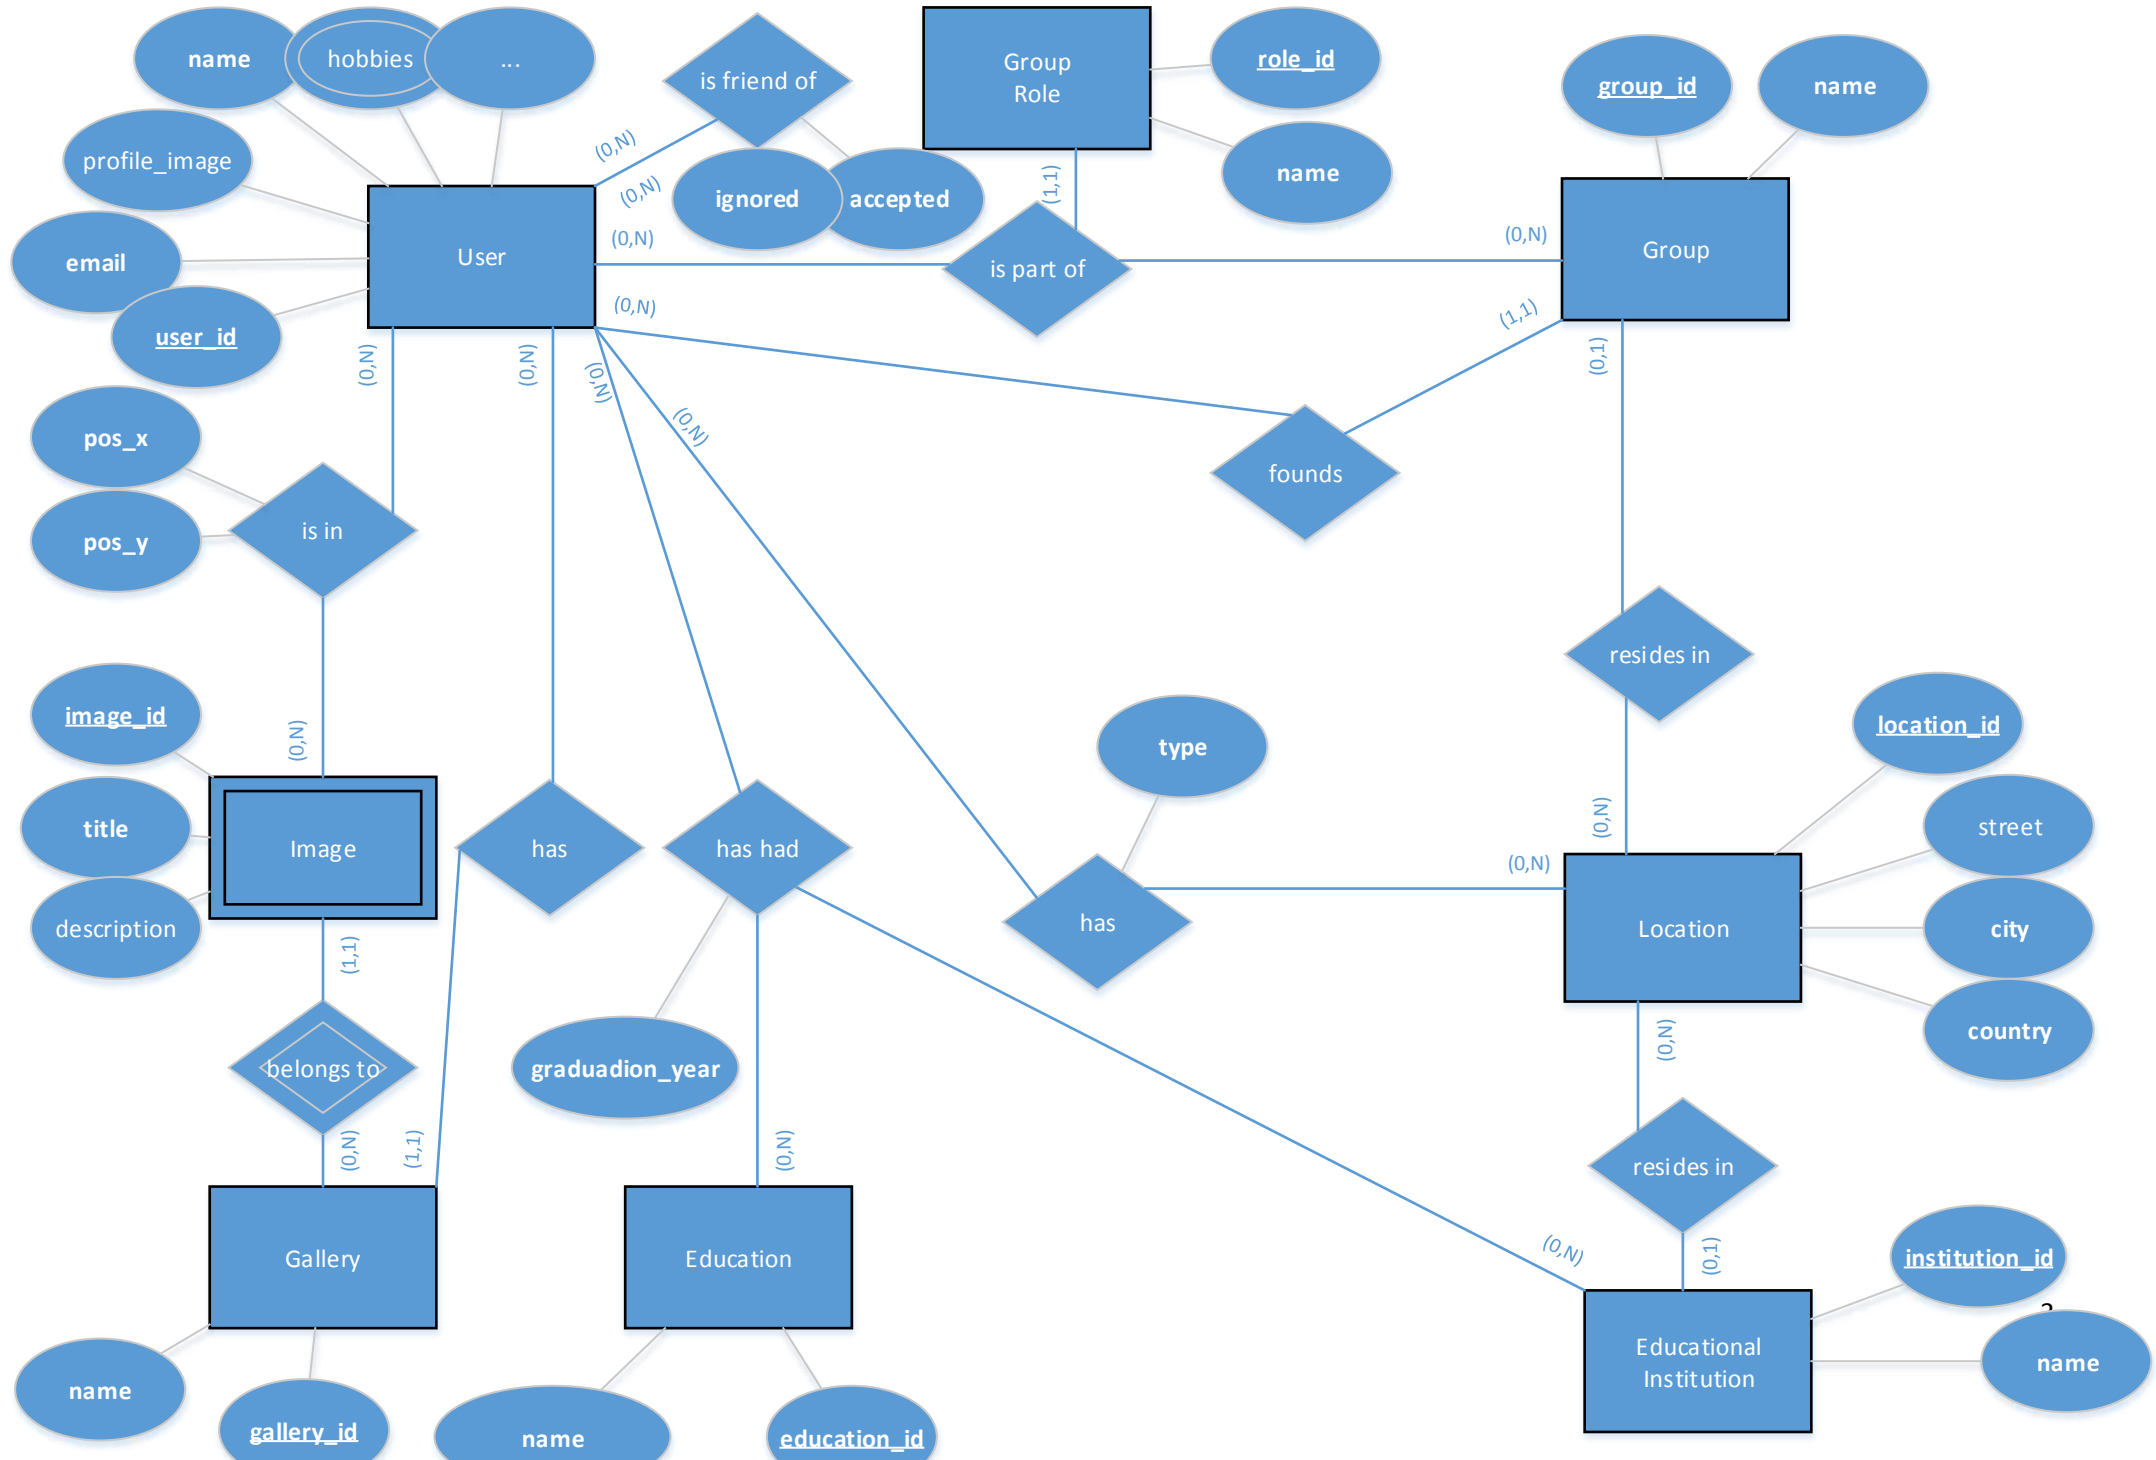 name
hobbies
...
is friend of
Group
Role
role_id
group_id
name
profile_image
(0,N)
(0,N)
(1,1)
name
ignored
accepted
email
User
(0,N)
is part of
(0,N)
Group
user_id
(0,N)
(1,1)
(0,N)
(0,N)
(0,N)
(0,N)
(0,1)
pos_x
founds
is in
pos_y
resides in
image_id
(0,N)
type
location_id
title
Image
has
has had
(0,N)
(0,N)
street
description
has
Location
city
(1,1)
country
(0,N)
belongs to
graduadion_year
(0,N)
(1,1)
(0,N)
resides in
Gallery
Education
(0,N)
(0,1)
institution_id
Educational
Institution
name
name
gallery_id
name
education_id